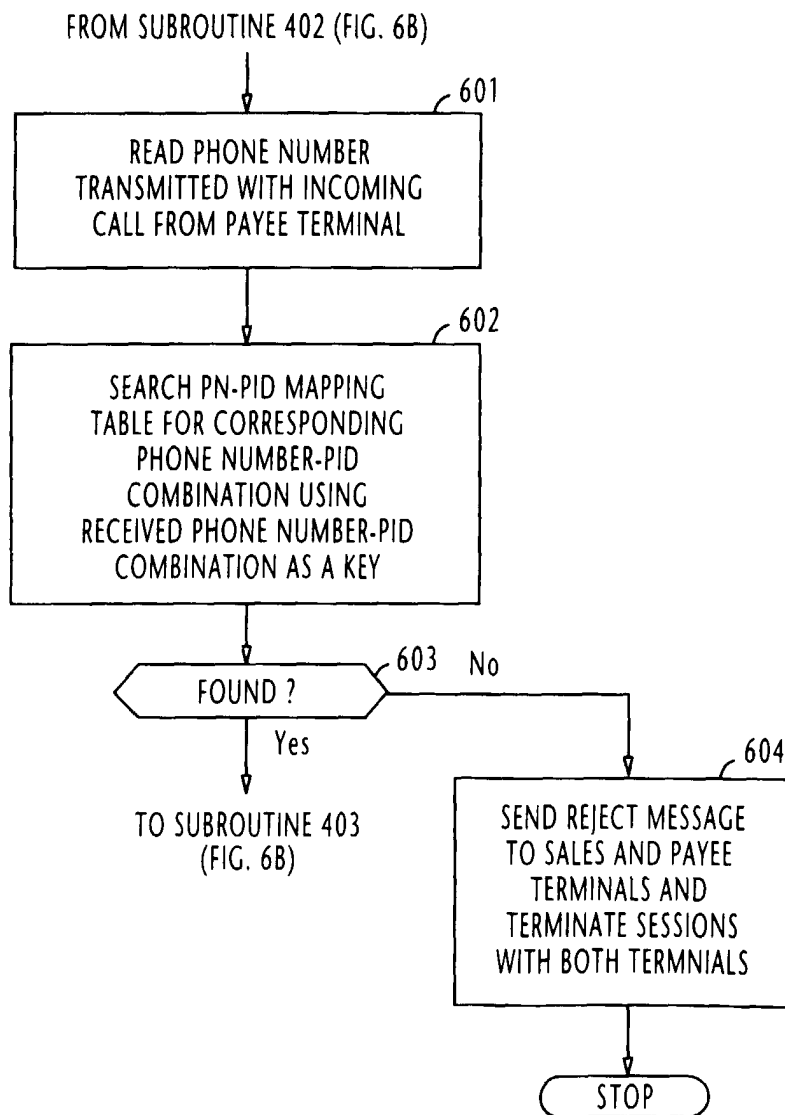 FROM SUBROUTINE 402 (FIG. 6B)
601
READ PHONE NUMBER
TRANSMITTED WITH INCOMING
CALL FROM PAYEE TERMINAL
602
SEARCH PN-PID MAPPING
TABLE FOR CORRESPONDING
PHONE NUMBER-PID
COMBINATION USING
RECEIVED PHONE NUMBER-PID
COMBINATION AS A KEY
603
No
FOUND ?
Yes
TO SUBROUTINE 403
(FIG. 6B)
604
SEND REJECT MESSAGE
TO SALES AND PAYEE
TERMINALS AND
TERMINATE SESSIONS
WITH BOTH TERMNIALS
STOP